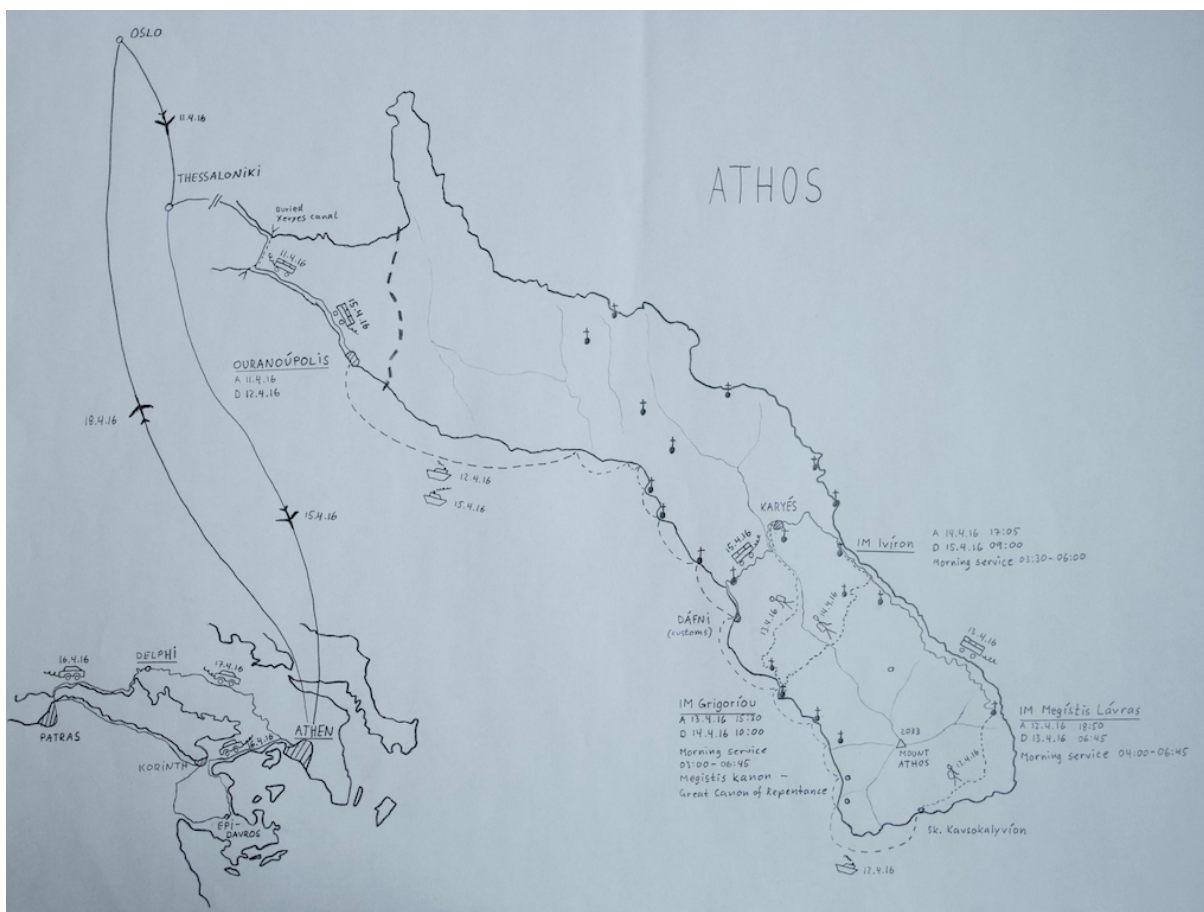 OSLO
11.4.16
THESSALONIKI
ATHOS
Buried
Xerxes canal
11.4.16
15.4.16
OURANOÚPOLIS
A 11.4.16
D 12.4.16
18.4.16
12.4.16
15.4.16
15.4.16
KARYÉS
15.4.16
IM Ivíron
A 14.4.16 17:05
D 15.4.16 09:00
Morning service 03:30-06:00
DÁFNI
(customs)
13.4.16
14.4.16
13.4.16
16.4.16
DELPHI
17.4.16
PATRAS
16.4.16
ATHEN
KORINTH
EPI-
DAVROS
IM Grigoríou
A 13.4.16 15:30
D 14.4.16 10:00
Morning service
03:00-06:45
Megistis kanon –
Great Canon of Repentance
2033
MOUNT
ATHOS
12.4.16
IM Megístis Lávras
A 12.4.16 18:50
D 13.4.16 06:45
Morning service 04:00-06:45
Sk. Kavsokalyvíon
12.4.16